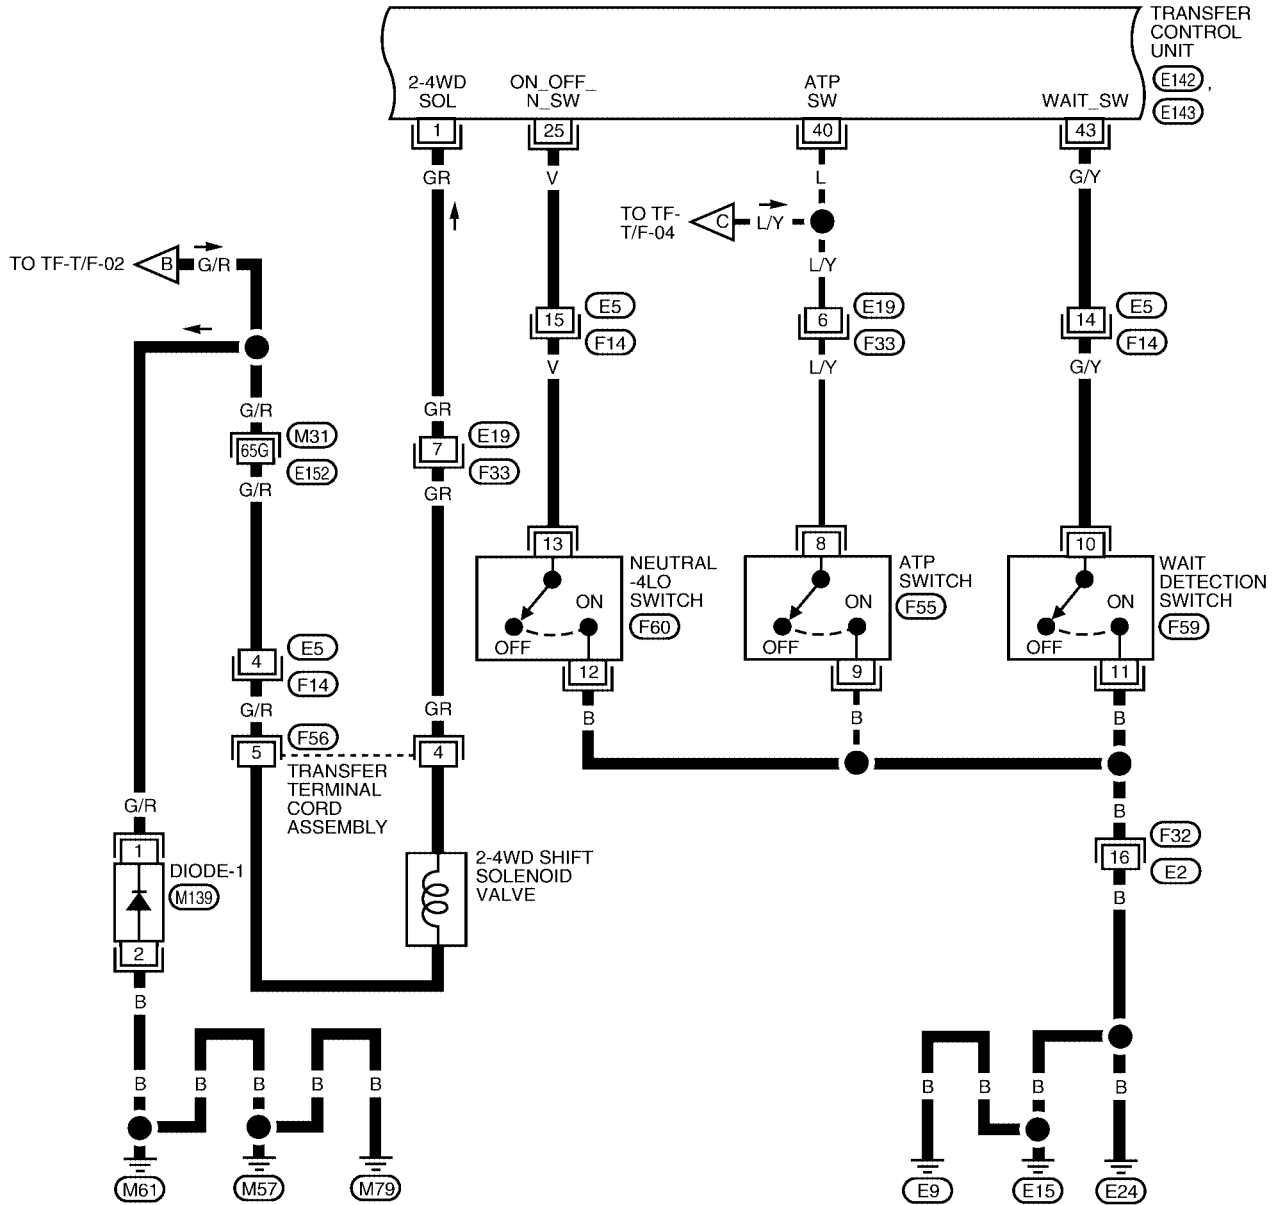 TRANSFER
CONTROL
UNIT
E142 ,
E143
2-4WD
SOL
ON_OFF_
N_SW
ATP
SW
WAIT_SW
1
25
40
43
GR
V
L
G/Y
TO TF-
T/F-04
C
L/Y
TO TF-T/F-02
B
G/R
L/Y
15
E5
F14
6
E19
F33
14
E5
F14
V
L/Y
G/Y
G/R
GR
65G
M31
E152
7
E19
F33
G/R
GR
13
8
10
NEUTRAL
-4LO
SWITCH
F60
ON
OFF
ATP
SWITCH
F55
ON
OFF
WAIT
DETECTION
SWITCH
F59
ON
OFF
12
9
11
4
E5
F14
G/R
GR
B
B
B
5
F56
4
TRANSFER
TERMINAL
CORD
ASSEMBLY
G/R
B
1
DIODE-1
M139
2
2-4WD SHIFT
SOLENOID
VALVE
16
F32
E2
B
B
B
B
B
B
B
B
B
B
B
M61
M57
M79
E9
E15
E24